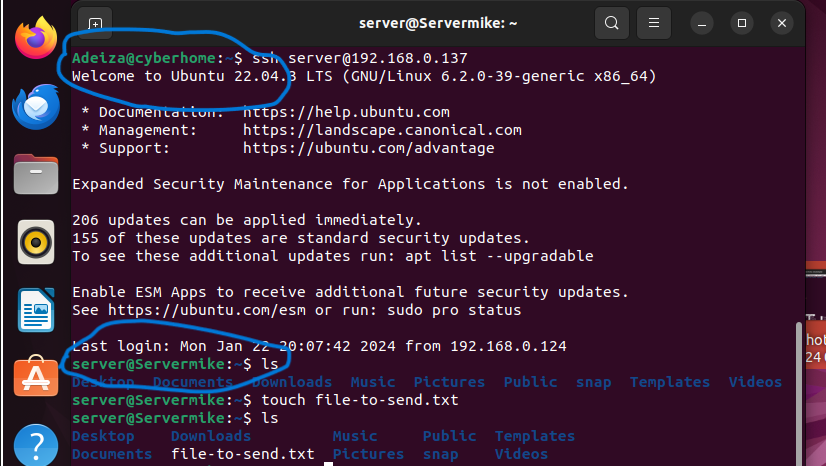 server@Servermike: ~
Adeiza@cyberhome:~$ ssh server@192.168.0.137
Welcome to Ubuntu 22.04.3 LTS (GNU/Linux 6.2.0-39-generic x86_64)
* Documentation:  https://help.ubuntu.com
* Management:     https://landscape.canonical.com
* Support:        https://ubuntu.com/advantage
Expanded Security Maintenance for Applications is not enabled.
206 updates can be applied immediately.
155 of these updates are standard security updates.
To see these additional updates run: apt list --upgradable
Enable ESM Apps to receive additional future security updates.
See https://ubuntu.com/esm or run: sudo pro status
Last login: Mon Jan 22 20:07:42 2024 from 192.168.0.124
server@Servermike:~$ ls
Desktop  Documents  Downloads  Music  Pictures  Public  snap  Templates  Videos
server@Servermike:~$ touch file-to-send.txt
server@Servermike:~$ ls
Desktop    Downloads         Music     Public  Templates
Documents  file-to-send.txt  Pictures  snap    Videos